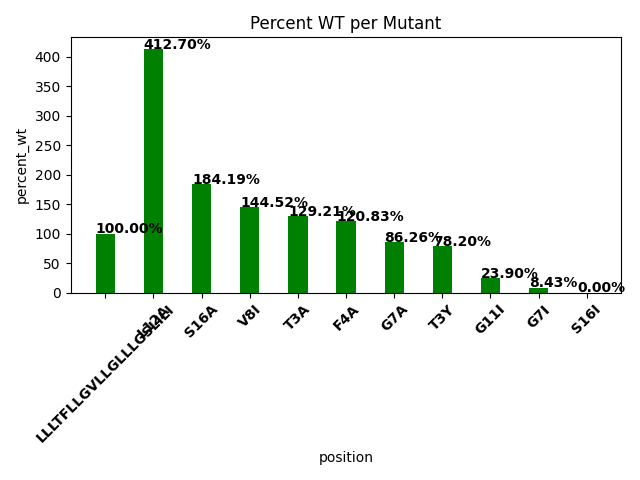 Percent WT per Mutant
percent_wt
400
350
300
250
200
150
100
50
0
100.00%
412.70%
184.19%
144.52%
129.21%
120.83%
86.26%
78.20%
23.90%
8.43%
0.00%
L12A
S16A
V8I
T3A
F4A
G7A
T3Y
G11I
G7I
S16I
position